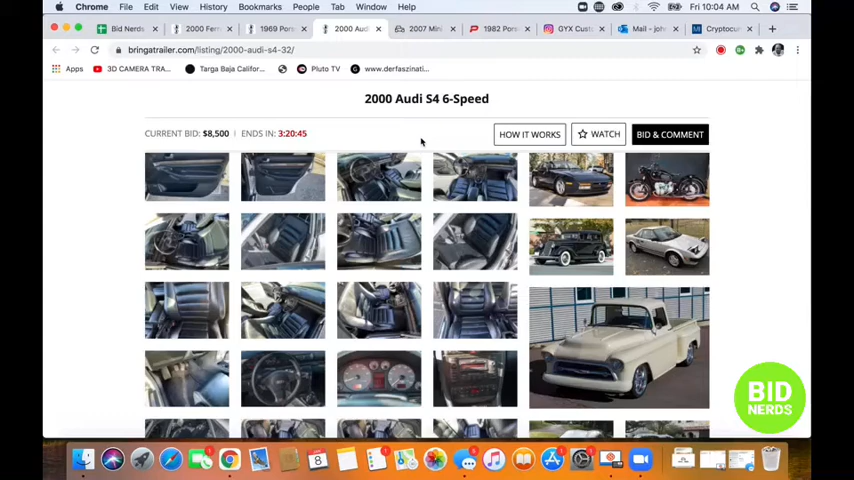 Chrome File Edit View History Bookmarks People Tab Window Help
Fri 10:04 AM
Bid Nerds
2000 Ferr
1969 Pors
2000 Aud
2007 Mini
1982 Pors
GYX Cust
Mail – joh
Cryptocur
bringatrailer.com/listing/2000-audi-s4-32/
Apps
3D CAMERA TRA...
Targa Baja Califor...
Pluto TV
www.derfaszinati...
2000 Audi S4 6-Speed
CURRENT BID: $8,500 | ENDS IN: 3:20:45
HOW IT WORKS
WATCH
BID & COMMENT
BID
NERDS